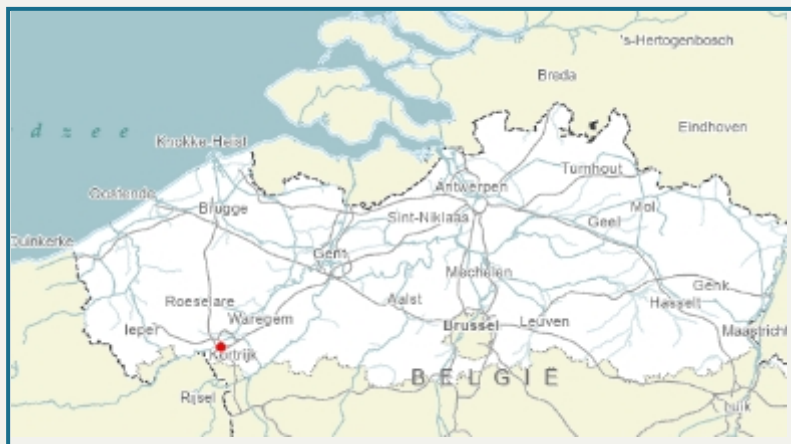 's-Hertogenbosch
Breda
dzee
Eindhoven
Knokke-Heist
Turnhout
Antwerpen
Oostende
Mol
Brugge
Sint-Niklaas
Geel
Duinkerke
Gent
Mechelen
Genk
Roeselare
Aalst
Hasselt
Waregem
Ieper
Brussel
Leuven
Maastricht
Kortrijk
BELGIË
Rijsel
Luik